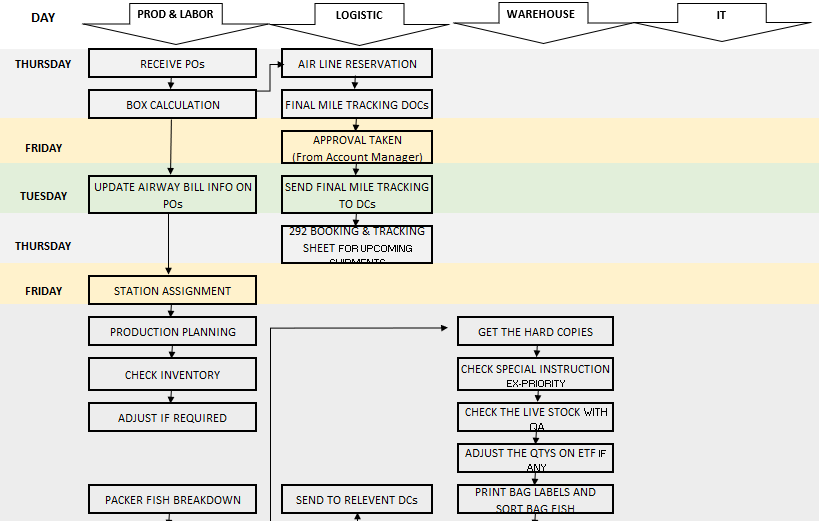 DAY
PROD & LABOR
LOGISTIC
WAREHOUSE
IT
THURSDAY
RECEIVE POs
AIR LINE RESERVATION
BOX CALCULATION
FINAL MILE TRACKING DOCs
FRIDAY
APPROVAL TAKEN
(From Account Manager)
TUESDAY
UPDATE AIRWAY BILL INFO ON
POs
SEND FINAL MILE TRACKING
TO DCs
THURSDAY
292 BOOKING & TRACKING
SHEET FOR UPCOMING
SHIPMENTS
FRIDAY
STATION ASSIGNMENT
PRODUCTION PLANNING
GET THE HARD COPIES
CHECK INVENTORY
CHECK SPECIAL INSTRUCTION
EX-PRIORITY
ADJUST IF REQUIRED
CHECK THE LIVE STOCK WITH
QA
ADJUST THE QTYS ON ETF IF
ANY
PACKER FISH BREAKDOWN
SEND TO RELEVENT DCs
PRINT BAG LABELS AND
SORT BAG FISH